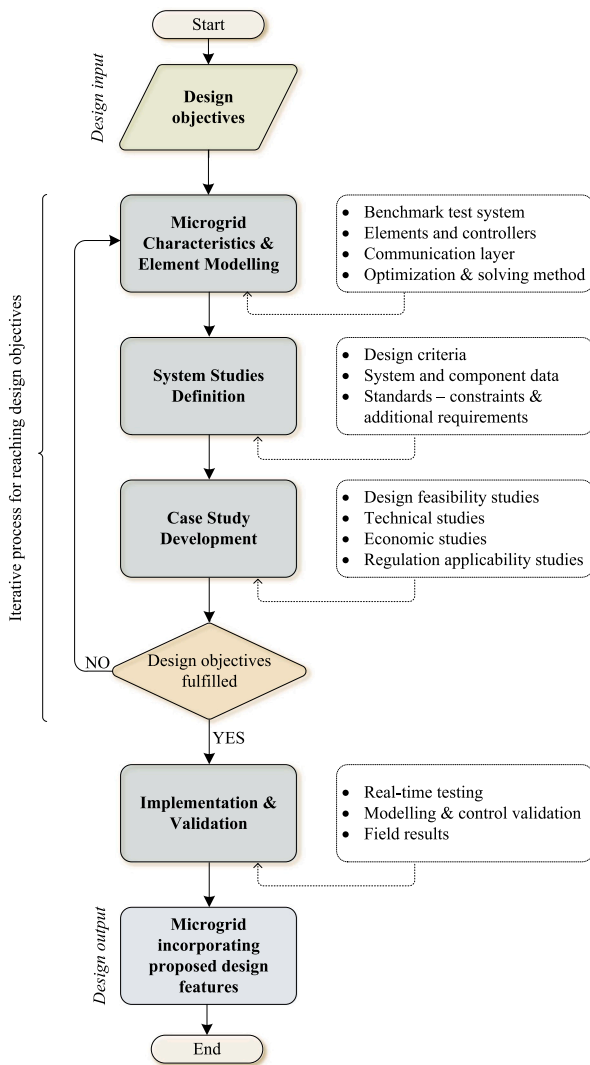 Start
Design input
Design
objectives
Iterative process for reaching design objectives
Microgrid
Characteristics &
Element Modelling
• Benchmark test system
• Elements and controllers
• Communication layer
• Optimization & solving method
System Studies
Definition
• Design criteria
• System and component data
• Standards – constraints &
additional requirements
Case Study
Development
• Design feasibility studies
• Technical studies
• Economic studies
• Regulation applicability studies
NO
Design objectives
fulfilled
YES
Implementation &
Validation
• Real-time testing
• Modelling & control validation
• Field results
Design output
Microgrid
incorporating
proposed design
features
End